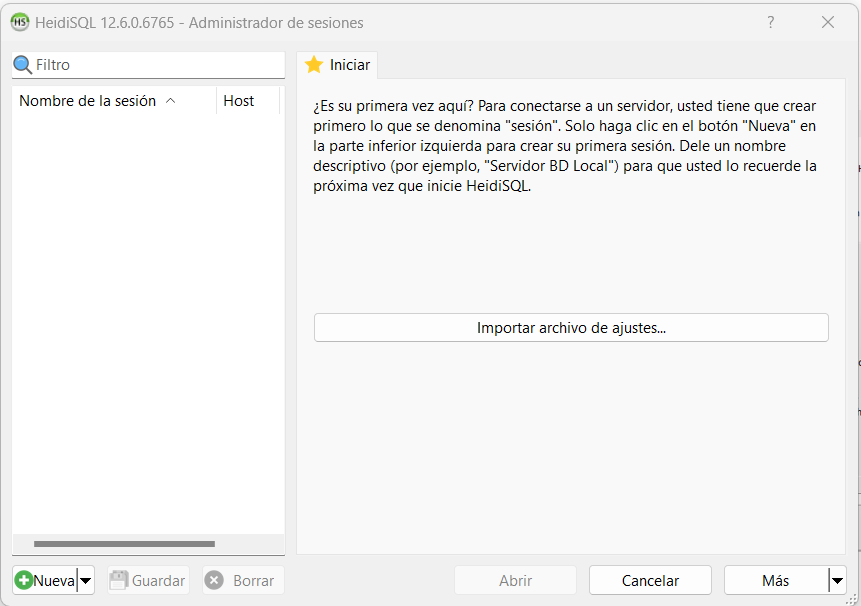 HeidiSQL 12.6.0.6765 - Administrador de sesiones
Filtro
Iniciar
Nombre de la sesión
Host
¿Es su primera vez aquí? Para conectarse a un servidor, usted tiene que crear
primero lo que se denomina "sesión". Solo haga clic en el botón "Nueva" en
la parte inferior izquierda para crear su primera sesión. Dele un nombre
descriptivo (por ejemplo, "Servidor BD Local") para que usted lo recuerde la
próxima vez que inicie HeidiSQL.
Importar archivo de ajustes...
Nueva
Guardar
Borrar
Abrir
Cancelar
Más